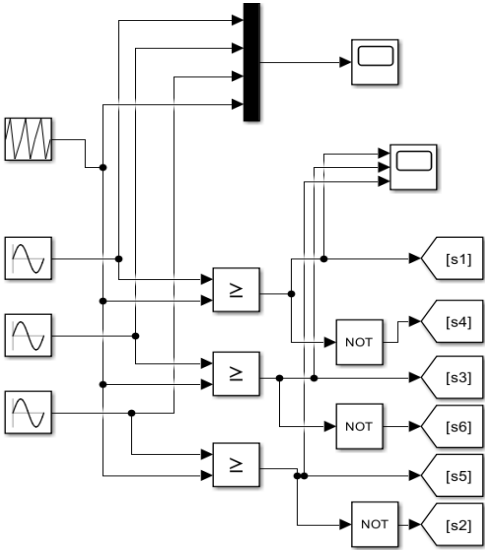 [s1]
≥
[s4]
NOT
≥
[s3]
NOT
[s6]
≥
[s5]
NOT
[s2]